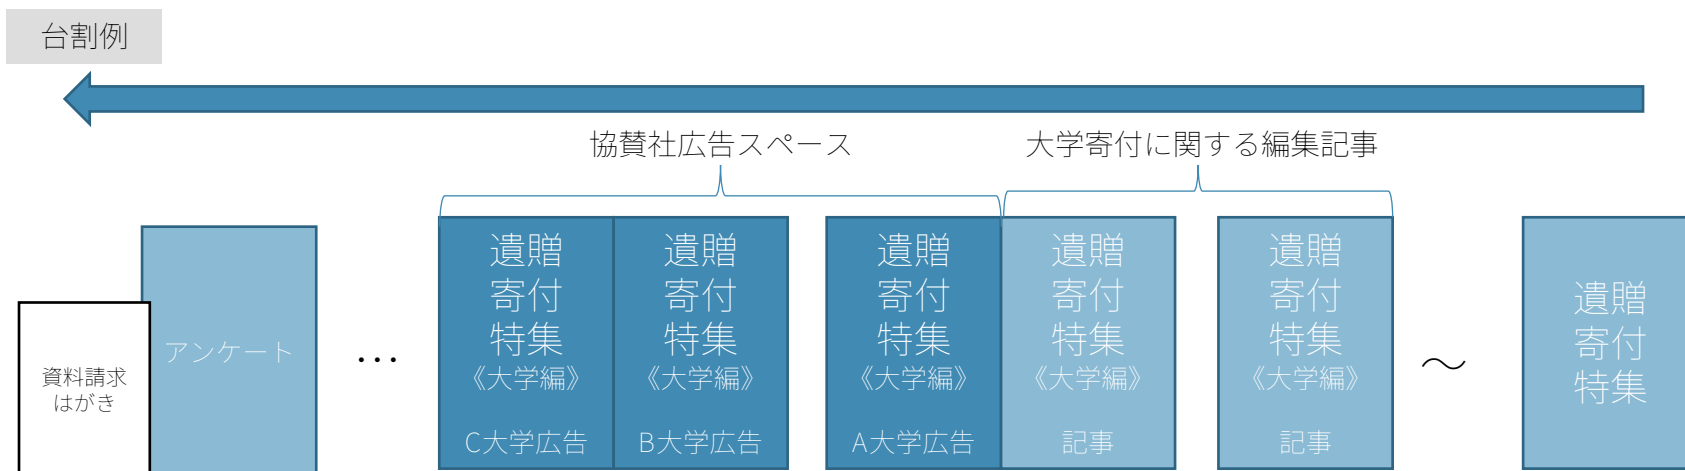 台割例
協賛社広告スペース
大学寄付に関する編集記事
資料請求
はがき
アンケート
…
遺贈
寄付
特集
《大学編》
C大学広告
遺贈
寄付
特集
《大学編》
B大学広告
遺贈
寄付
特集
《大学編》
A大学広告
遺贈
寄付
特集
《大学編》
記事
遺贈
寄付
特集
《大学編》
記事
～
遺贈
寄付
特集